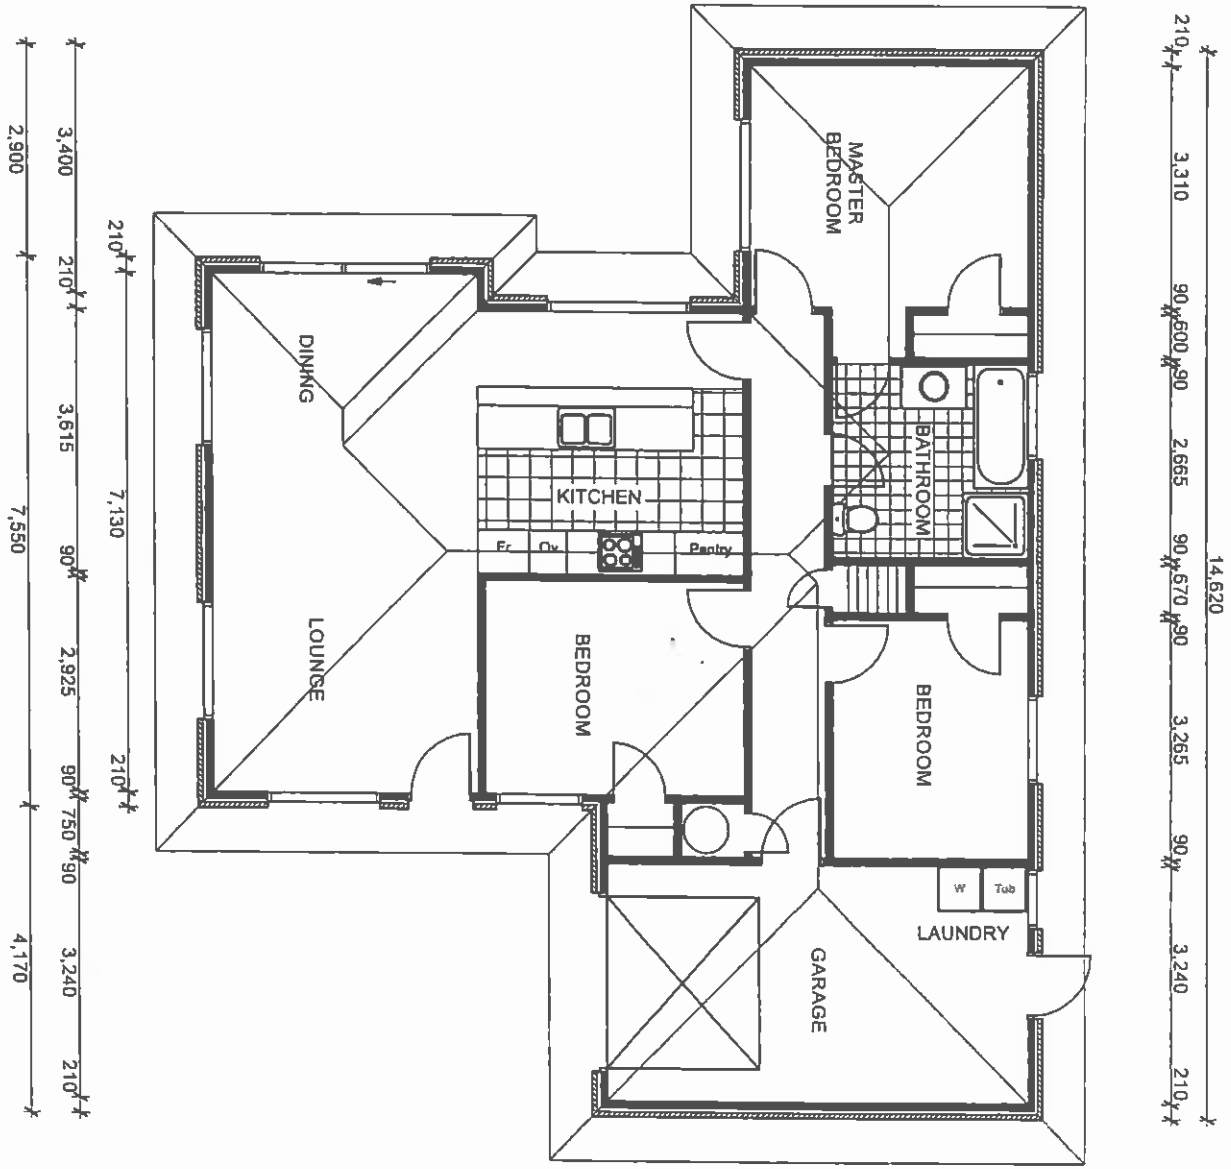 MASTER
BEDROOM
DINING
BATHROOM
KITCHEN
Fr
Ov
Pantry
LOUNGE
BEDROOM
BEDROOM
W
Tub
LAUNDRY
GARAGE
2,900
7,550
4,170
3,400
210
3,615
90
2,925
90
750
90
3,240
210
210
7,130
210
210
3,310
90
600
90
2,665
90
670
90
3,265
90
3,240
210
14,620